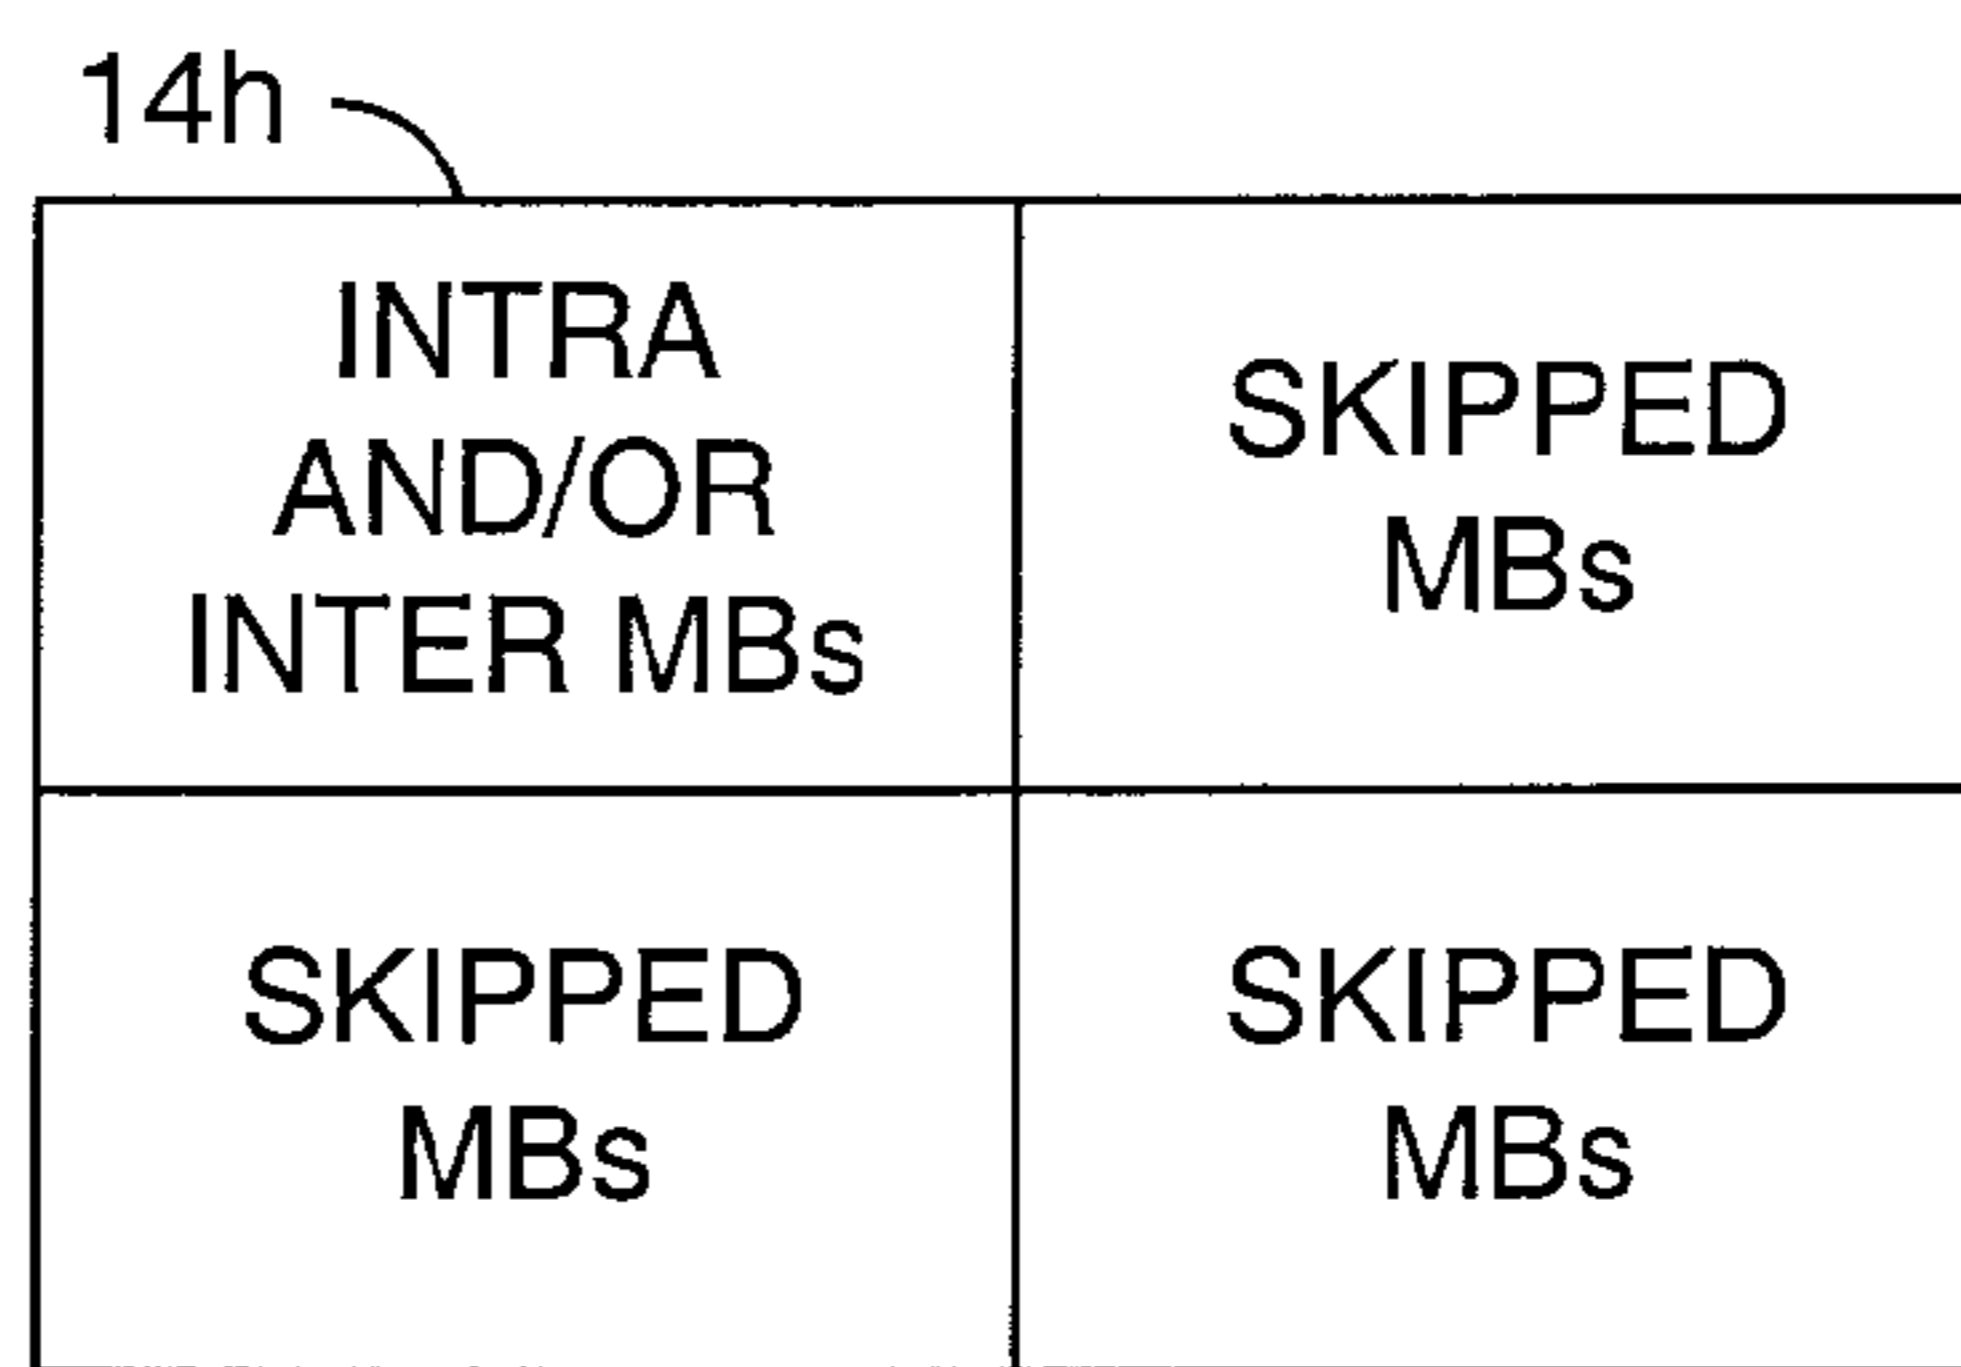 14h
INTRA
AND/OR
INTER MBs
SKIPPED
MBs
SKIPPED
MBs
SKIPPED
MBs